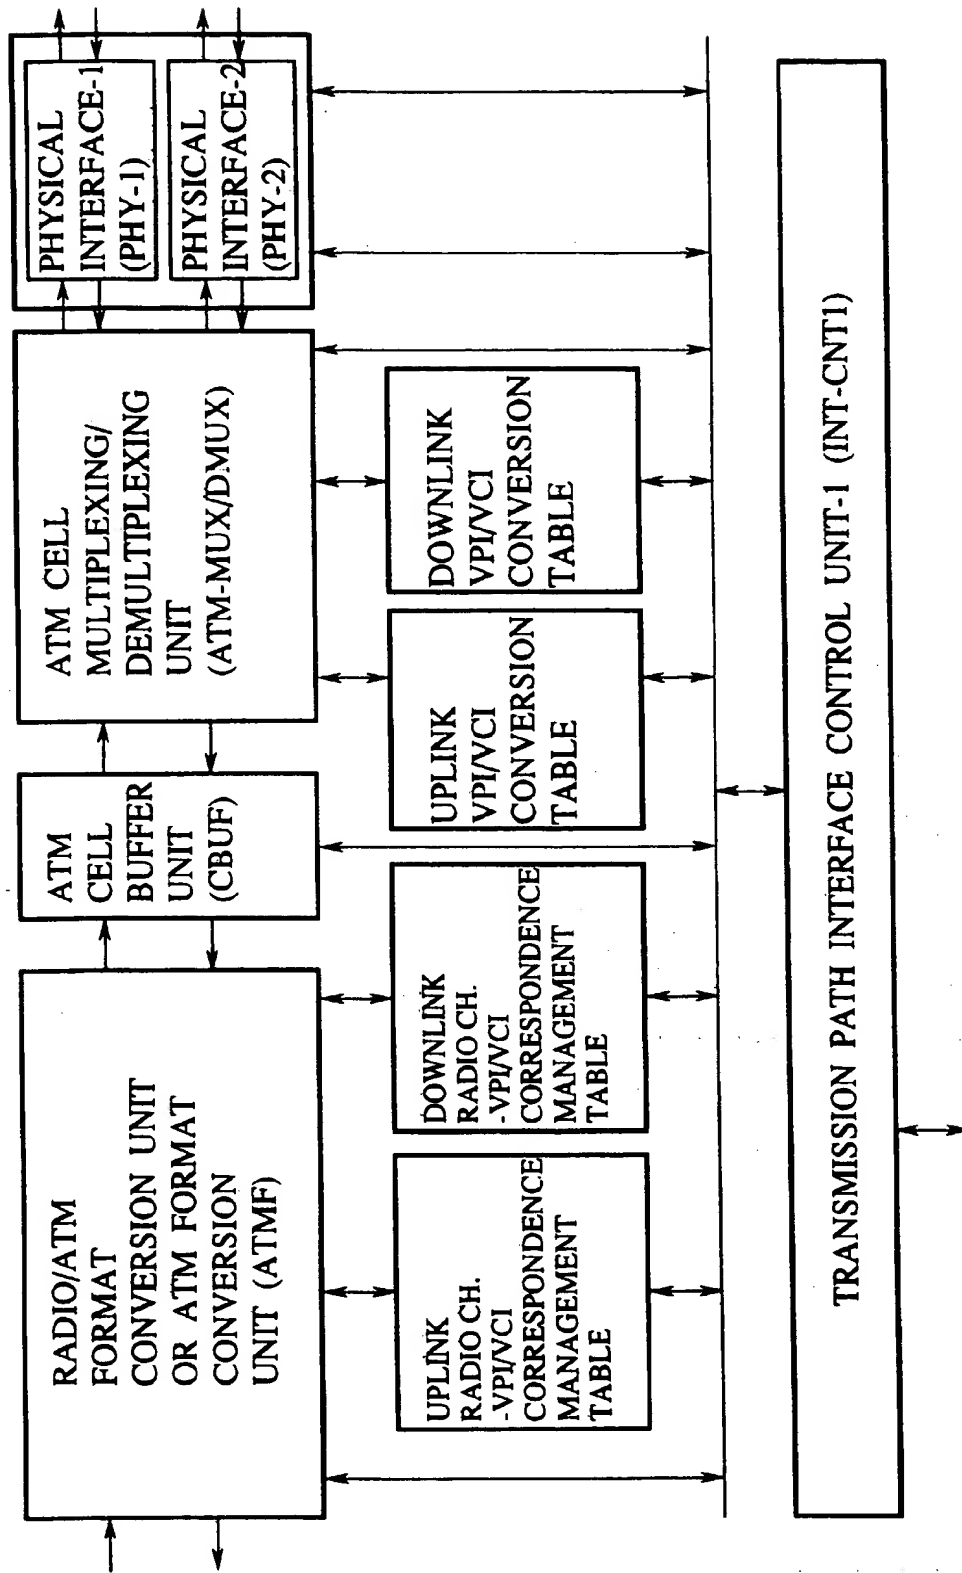 RADIO/ATM
FORMAT
CONVERSION UNIT
OR ATM FORMAT
CONVERSION
UNIT (ATMF)
ATM
CELL
BUFFER
UNIT
(CBUF)
ATM CELL
MULTIPLEXING/
DEMULTIPLEXING
UNIT
(ATM-MUX/DMUX)
PHYSICAL
INTERFACE-1
(PHY-1)
PHYSICAL
INTERFACE-2
(PHY-2)
UPLINK
RADIO CH.
-VPI/VCI
CORRESPONDENCE
MANAGEMENT
TABLE
DOWNLINK
RADIO CH.
-VPI/VCI
CORRESPONDENCE
MANAGEMENT
TABLE
UPLINK
VPI/VCI
CONVERSION
TABLE
DOWNLINK
VPI/VCI
CONVERSION
TABLE
TRANSMISSION PATH INTERFACE CONTROL UNIT-1 (INT-CNT1)